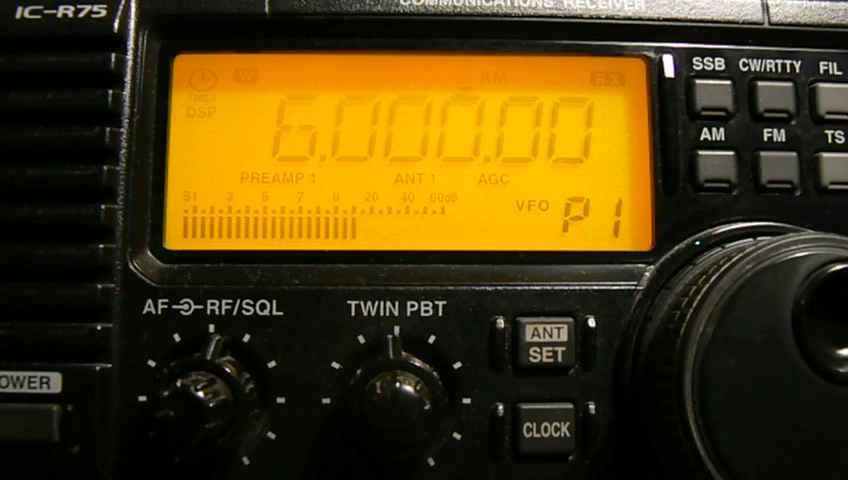 IC-R75
COMMUNICATIONS RECEIVER
W AM RX
TIMER
DSP
6.000.00
PREAMP 1 ANT 1 AGC
S1 3 5 7 9 20 40 60dB
VFO P1
SSB CW/RTTY FIL
AM FM TS
AF RF/SQL TWIN PBT
ANT
SET
OWER
CLOCK